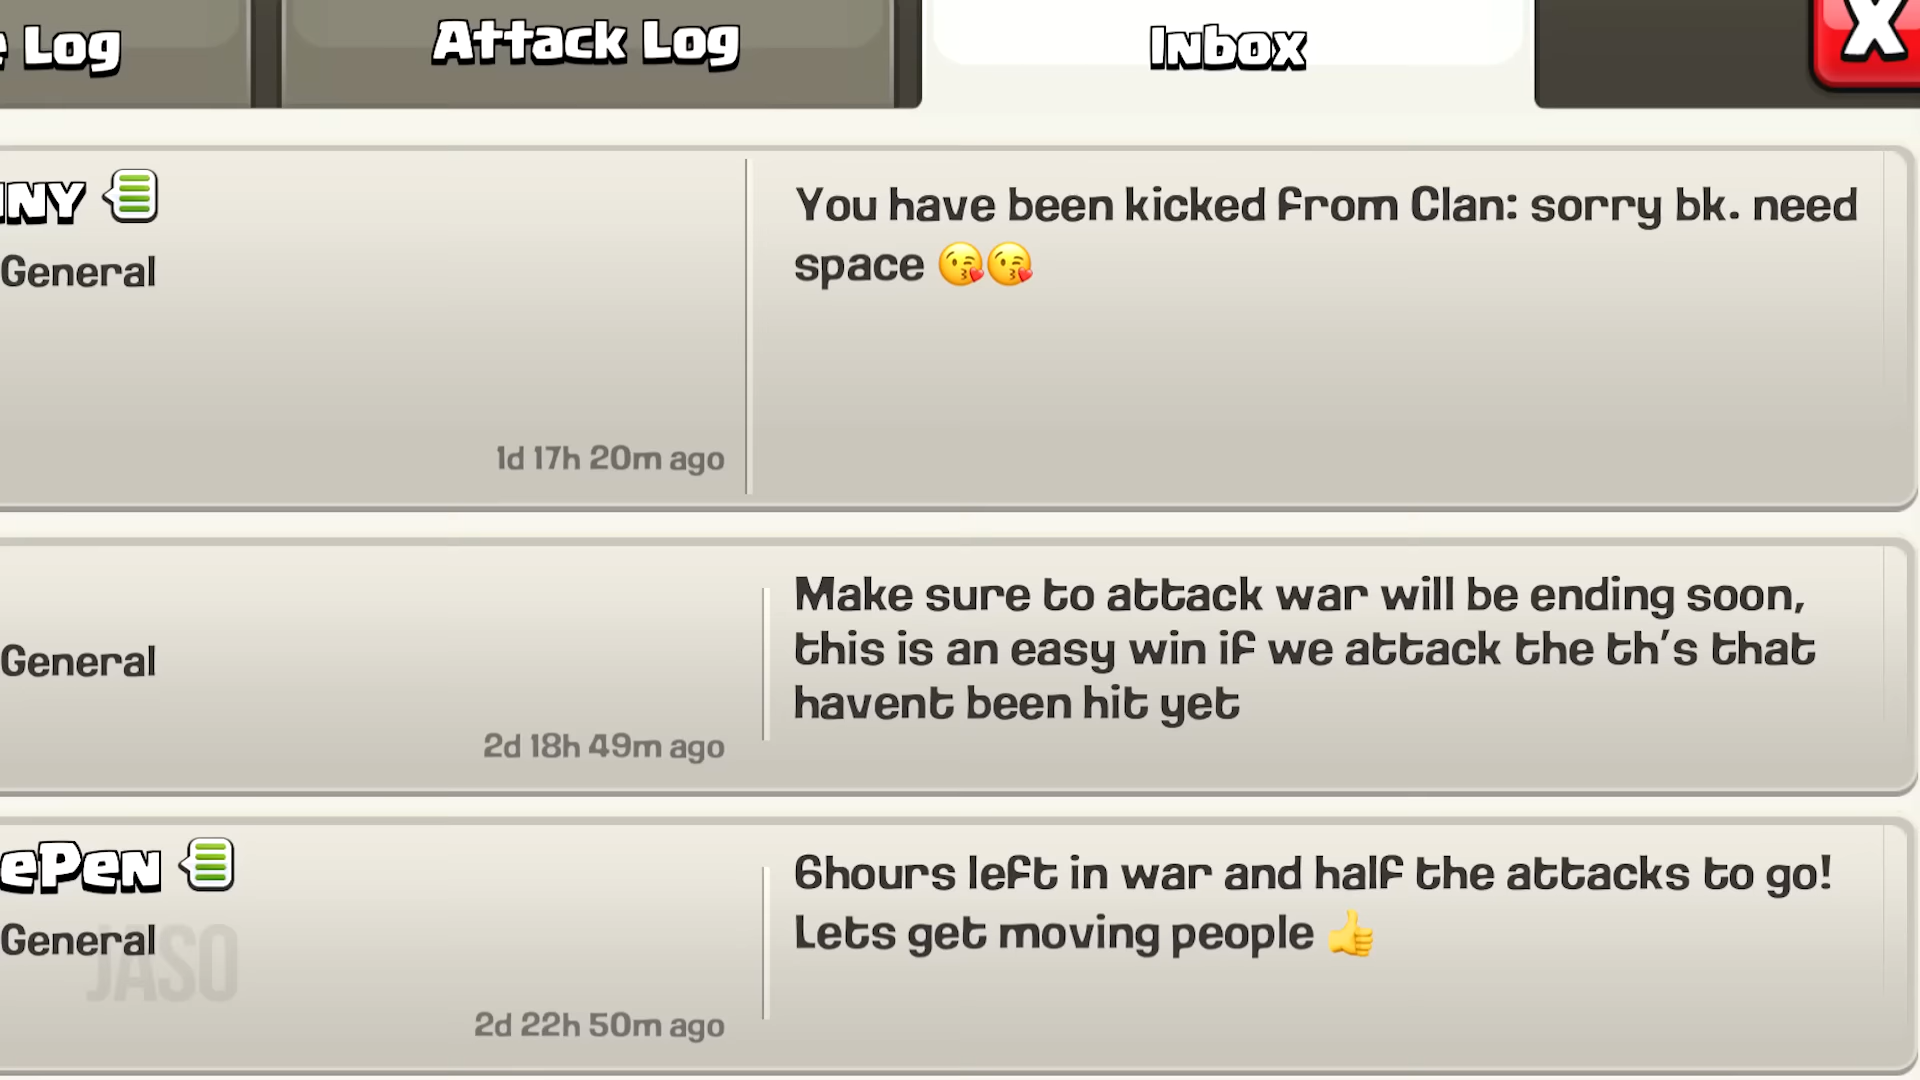 Log
Attack Log
Inbox
X
You have been kicked from Clan: sorry bk. need
space 😘😘
General
1d 17h 20m ago
Make sure to attack war will be ending soon,
this is an easy win if we attack the th's that
havent been hit yet
General
2d 18h 49m ago
6hours left in war and half the attacks to go!
Lets get moving people 👍
General
JASO
2d 22h 50m ago